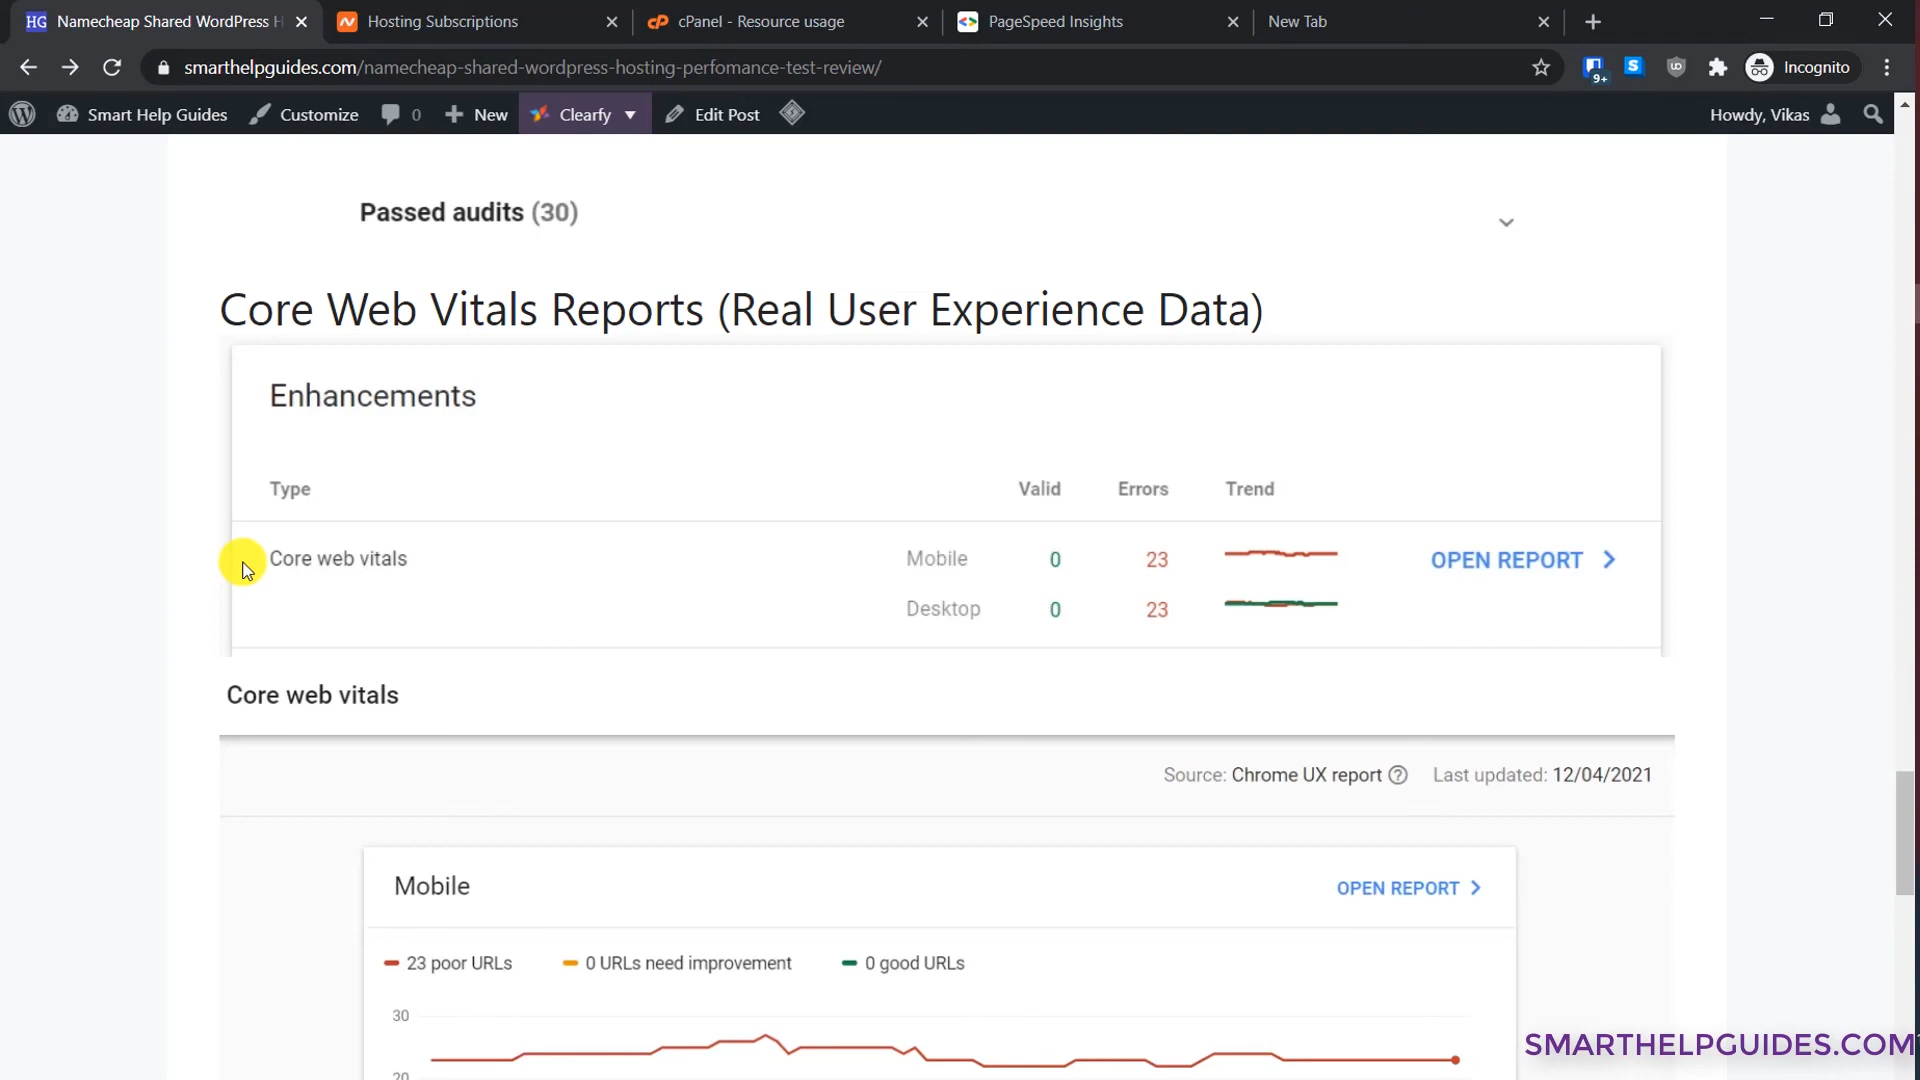 Namecheap Shared WordPress H
Hosting Subscriptions
cPanel - Resource usage
PageSpeed Insights
New Tab
smarthelpguides.com/namecheap-shared-wordpress-hosting-perfomance-test-review/
9+
Incognito
Smart Help Guides
Customize
0
New
Clearfy
Edit Post
Howdy, Vikas
Passed audits (30)
Core Web Vitals Reports (Real User Experience Data)
Enhancements
Type Valid Errors Trend
Core web vitals Mobile 0 23 OPEN REPORT
Desktop 0 23
Core web vitals
Source: Chrome UX report Last updated: 12/04/2021
Mobile OPEN REPORT
23 poor URLs 0 URLs need improvement 0 good URLs
30
20
SMARTHELPGUIDES.COM